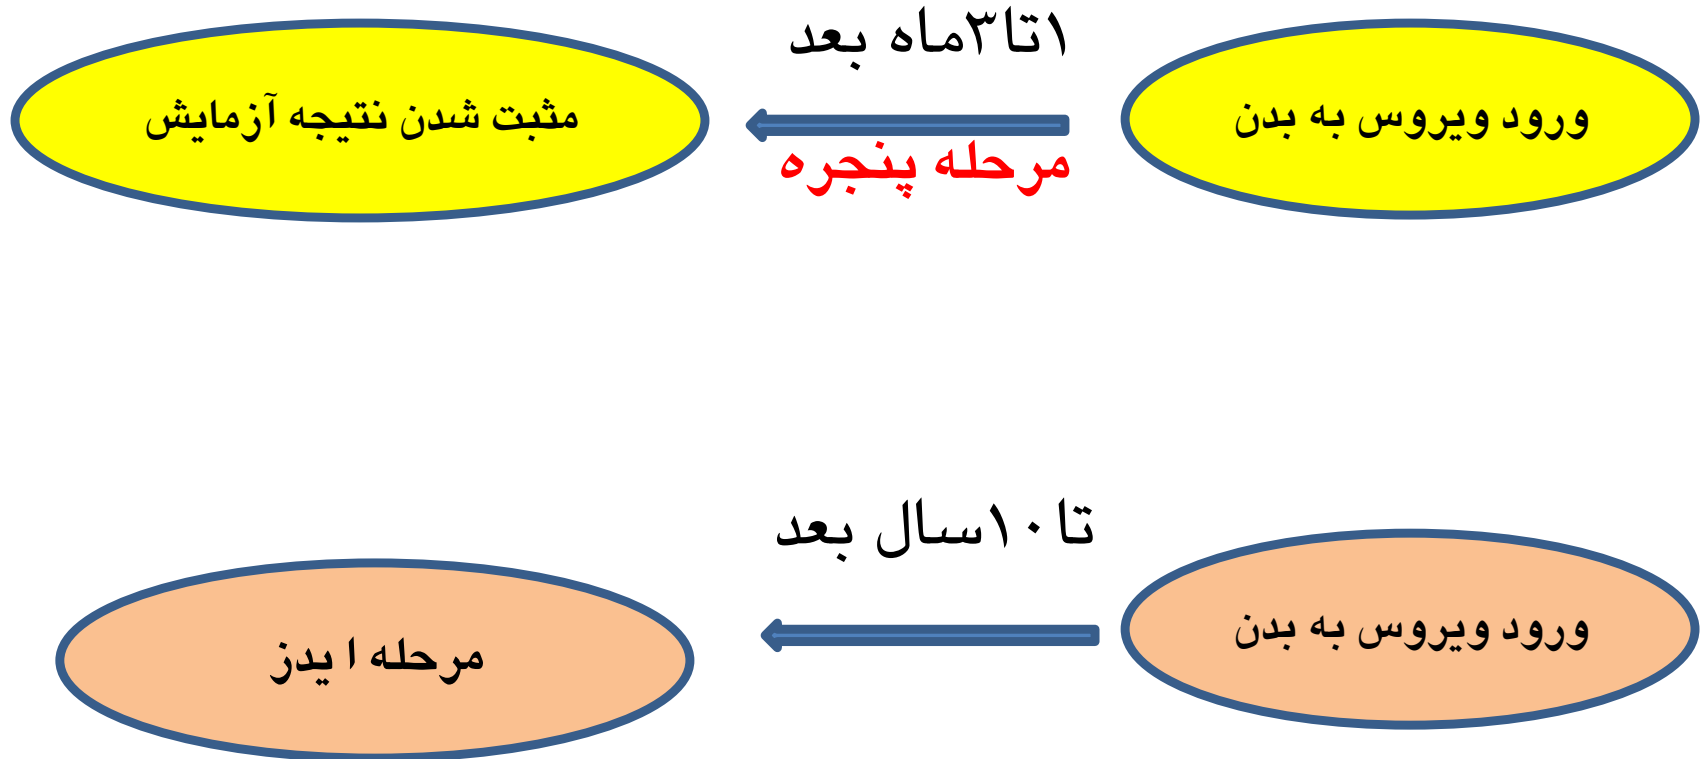 ورود ویروس به بدن
۱تا۳ماه بعد
مرحله پنجره
مثبت شدن نتیجه آزمایش
ورود ویروس به بدن
تا۱۰سال بعد
مرحله ا یدز